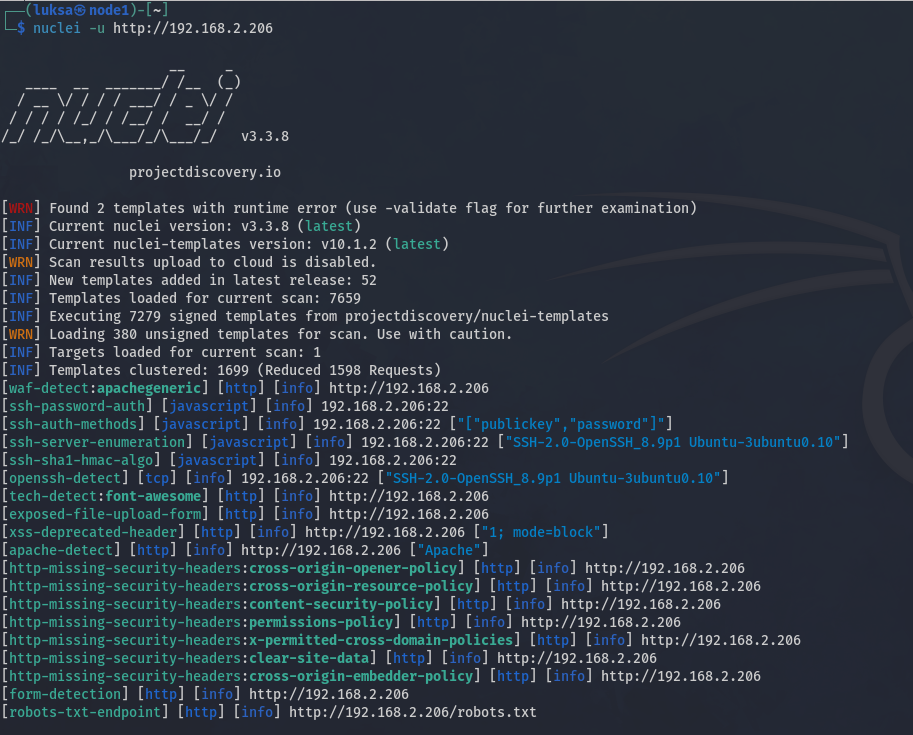 (luksa㉿node1)-[~]
$ nuclei -u http://192.168.2.206
nuclei v3.3.8
projectdiscovery.io
[WRN] Found 2 templates with runtime error (use -validate flag for further examination)
[INF] Current nuclei version: v3.3.8 (latest)
[INF] Current nuclei-templates version: v10.1.2 (latest)
[WRN] Scan results upload to cloud is disabled.
[INF] New templates added in latest release: 52
[INF] Templates loaded for current scan: 7659
[INF] Executing 7279 signed templates from projectdiscovery/nuclei-templates
[WRN] Loading 380 unsigned templates for scan. Use with caution.
[INF] Targets loaded for current scan: 1
[INF] Templates clustered: 1699 (Reduced 1598 Requests)
[waf-detect:apachegeneric] [http] [info] http://192.168.2.206
[ssh-password-auth] [javascript] [info] 192.168.2.206:22
[ssh-auth-methods] [javascript] [info] 192.168.2.206:22 ["["publickey","password"]"]
[ssh-server-enumeration] [javascript] [info] 192.168.2.206:22 ["SSH-2.0-OpenSSH_8.9p1 Ubuntu-3ubuntu0.10"]
[ssh-sha1-hmac-algo] [javascript] [info] 192.168.2.206:22
[openssh-detect] [tcp] [info] 192.168.2.206:22 ["SSH-2.0-OpenSSH_8.9p1 Ubuntu-3ubuntu0.10"]
[tech-detect:font-awesome] [http] [info] http://192.168.2.206
[exposed-file-upload-form] [http] [info] http://192.168.2.206
[xss-deprecated-header] [http] [info] http://192.168.2.206 ["1; mode=block"]
[apache-detect] [http] [info] http://192.168.2.206 ["Apache"]
[http-missing-security-headers:cross-origin-opener-policy] [http] [info] http://192.168.2.206
[http-missing-security-headers:cross-origin-resource-policy] [http] [info] http://192.168.2.206
[http-missing-security-headers:content-security-policy] [http] [info] http://192.168.2.206
[http-missing-security-headers:permissions-policy] [http] [info] http://192.168.2.206
[http-missing-security-headers:x-permitted-cross-domain-policies] [http] [info] http://192.168.2.206
[http-missing-security-headers:clear-site-data] [http] [info] http://192.168.2.206
[http-missing-security-headers:cross-origin-embedder-policy] [http] [info] http://192.168.2.206
[form-detection] [http] [info] http://192.168.2.206
[robots-txt-endpoint] [http] [info] http://192.168.2.206/robots.txt